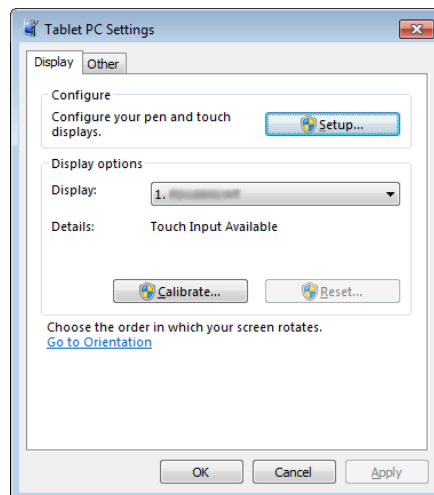 Tablet PC Settings
Display Other
Configure
Configure your pen and touch
displays.
Setup...
Display options
Display:
1.
Details:
Touch Input Available
Calibrate...
Reset...
Choose the order in which your screen rotates.
Go to Orientation
OK
Cancel
Apply